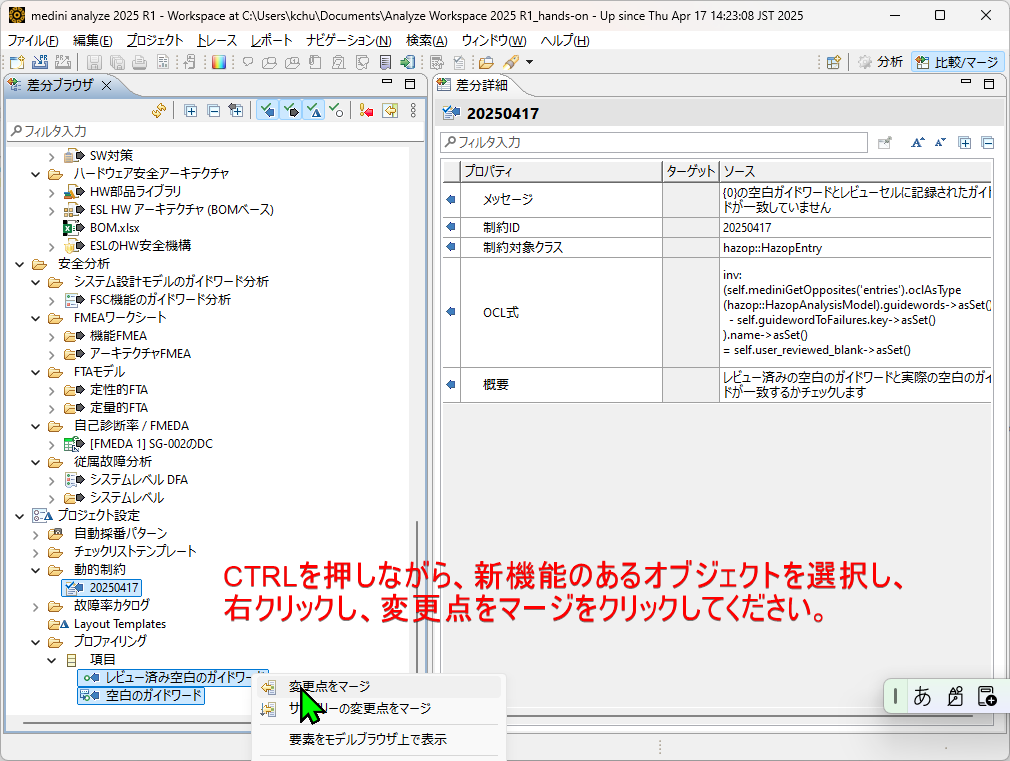 medini analyze 2025 R1 - Workspace at C:\Users\kchu\Documents\Analyze Workspace 2025 R1_hands-on - Up since Thu Apr 17 14:23:08 JST 2025
ファイル(F) 編集(E) プロジェクト トレース レポート ナビゲーション(N) 検索(A) ウィンドウ(W) ヘルプ(H)
分析 比較/マージ
差分ブラウザ
フィルタ入力
SW対策
ハードウェア安全アーキテクチャ
HW部品ライブラリ
ESL HW アーキテクチャ (BOMベース)
BOM.xlsx
ESLのHW安全機構
安全分析
システム設計モデルのガイドワード分析
FSC機能のガイドワード分析
FMEAワークシート
機能FMEA
アーキテクチャFMEA
FTAモデル
定性的FTA
定量的FTA
自己診断率 / FMEDA
[FMEDA 1] SG-002のDC
従属故障分析
システムレベル DFA
システムレベル
プロジェクト設定
自動採番パターン
チェックリストテンプレート
動的制約
20250417
故障率カタログ
Layout Templates
プロファイリング
項目
レビュー済み空白のガイドワード
空白のガイドワード
差分詳細
20250417
フィルタ入力
プロパティ ターゲット ソース
メッセージ {0}の空白ガイドワードとレビューセルに記録されたガイド
ドが一致していません
制約ID 20250417
制約対象クラス hazop::HazopEntry
OCL式
inv:
(self.mediniGetOpposites('entries').oclAsType
(hazop::HazopAnalysisModel).guidewords->asSet()
- self.guidewordToFailures.key->asSet()
).name->asSet()
= self.user_reviewed_blank->asSet()
概要 レビュー済みの空白のガイドワードと実際の空白のガイ
ドが一致するかチェックします
CTRLを押しながら、新機能のあるオブジェクトを選択し、
右クリックし、変更点をマージをクリックしてください。
変更点をマージ
サブツリーの変更点をマージ
要素をモデルブラウザ上で表示
あ